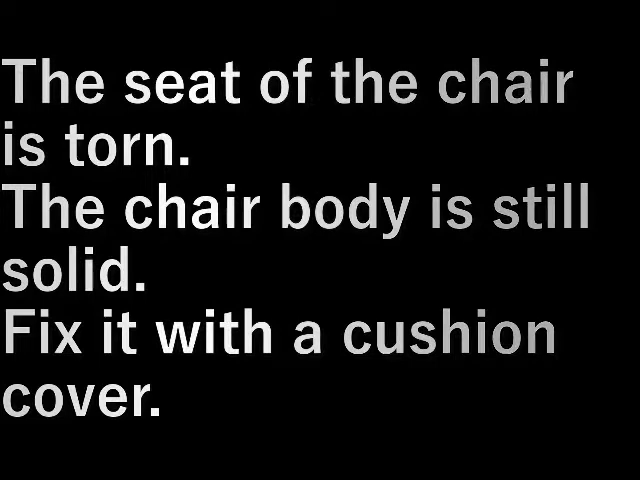 The seat of the chair
is torn.
The chair body is still
solid.
Fix it with a cushion
cover.